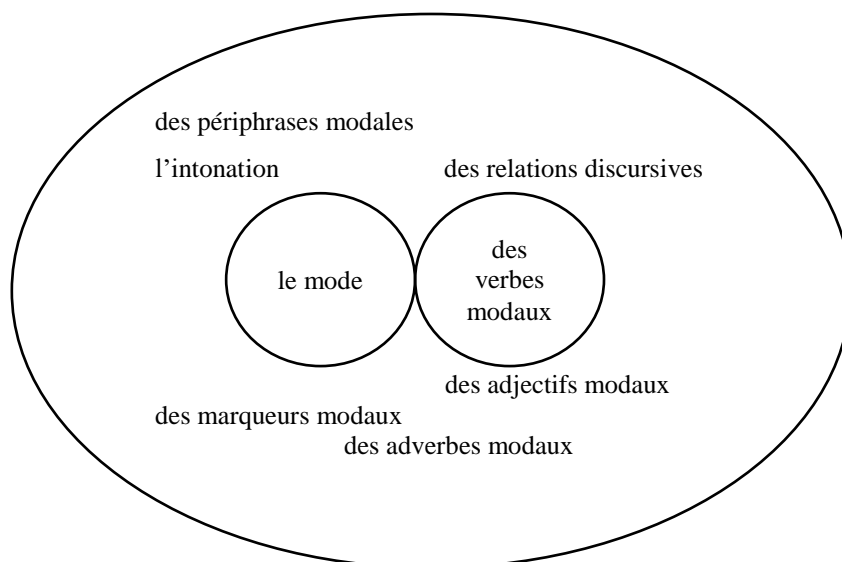 des périphrases modales
l’intonation
des relations discursives
le mode
des
verbes
modaux
des adjectifs modaux
des marqueurs modaux
des adverbes modaux